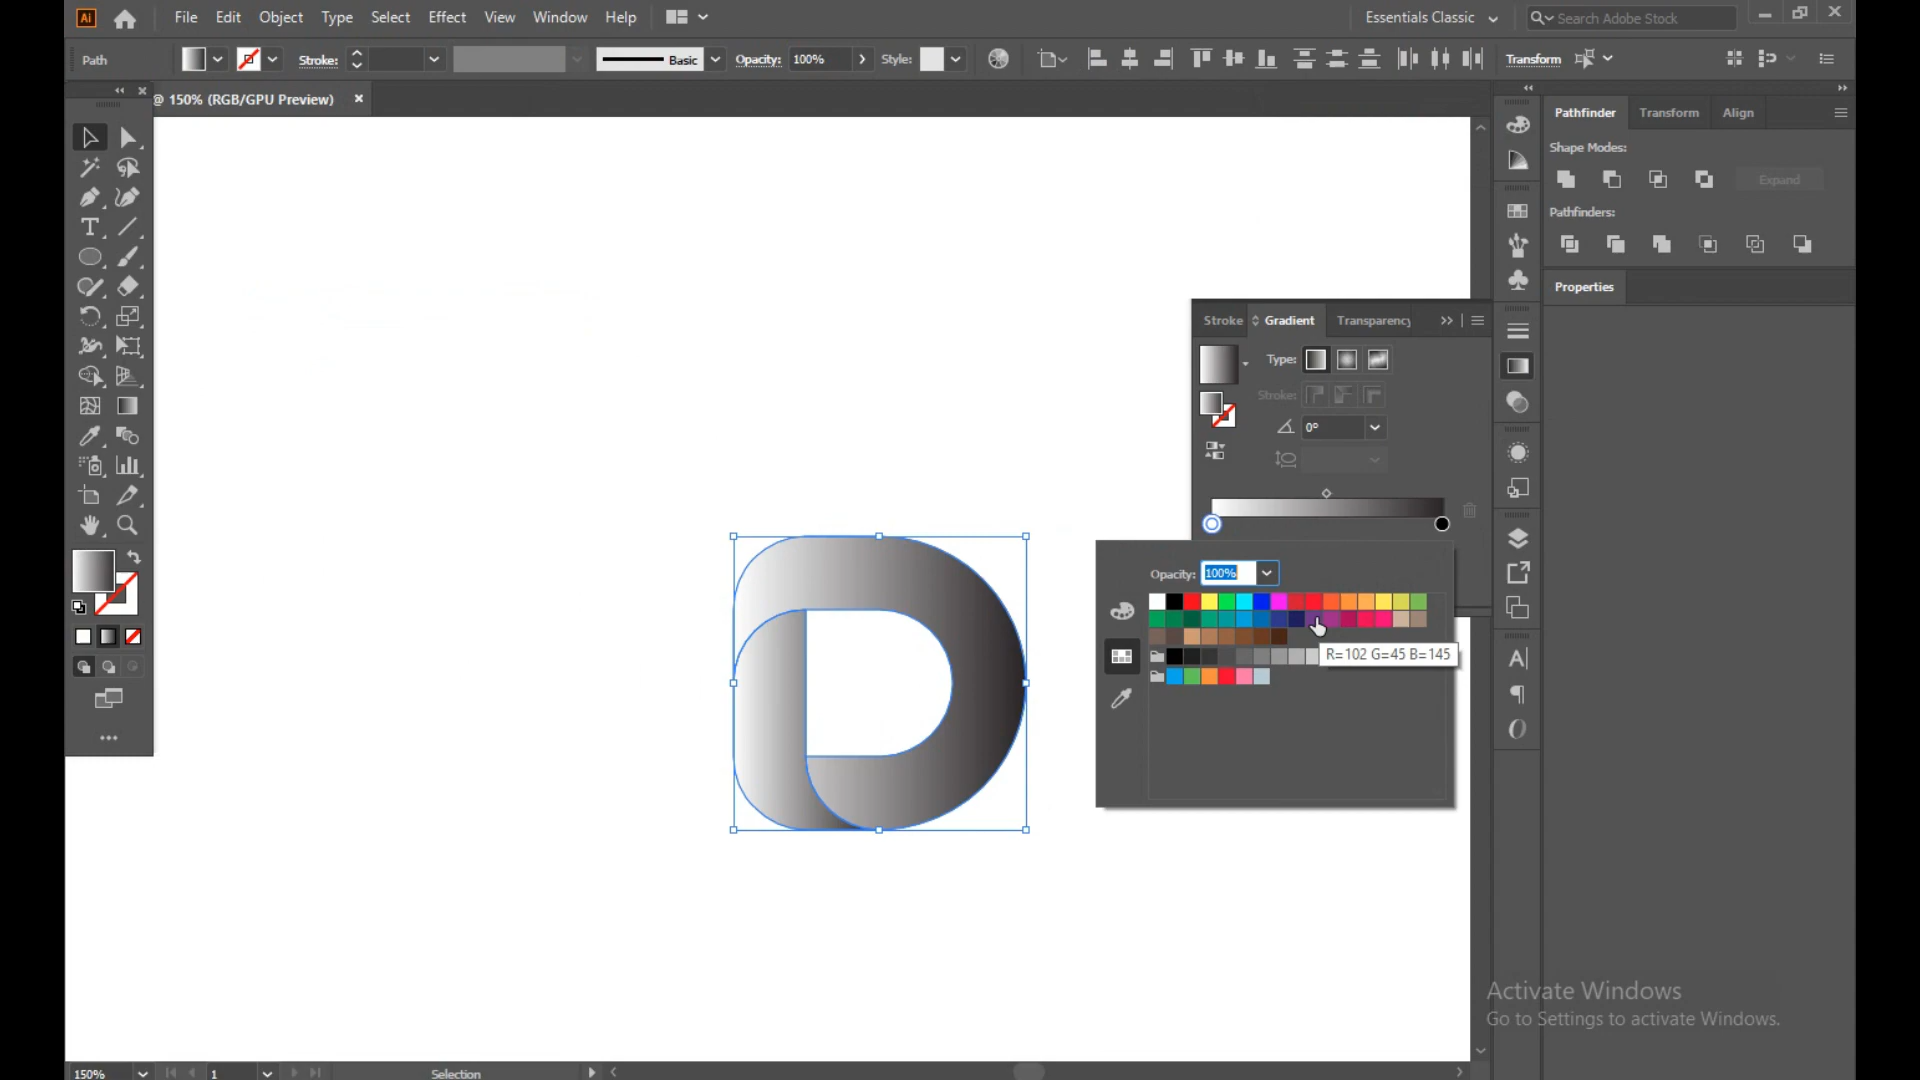 Ai File Edit Object Type Select Effect View Window Help Essentials Classic Search Adobe Stock
Path Stroke: Basic Opacity: 100% Style: Transform
@ 150% (RGB/GPU Preview)
Pathfinder Transform Align
Shape Modes:
Expand
Pathfinders:
Properties
Stroke Gradient Transparency
Type:
Stroke:
0°
Opacity: 100%
R=102 G=45 B=145
Activate Windows
Go to Settings to activate Windows.
150% 1 Selection